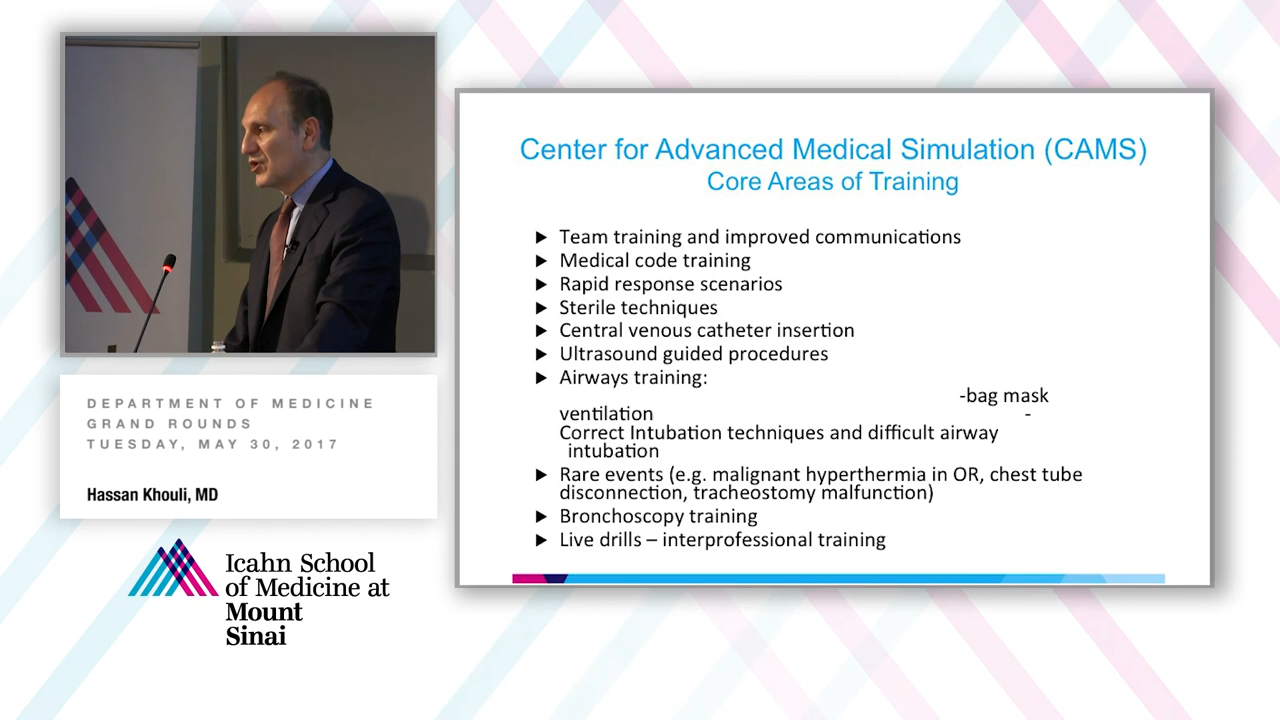 DEPARTMENT OF MEDICINE
GRAND ROUNDS
TUESDAY, MAY 30, 2017
Hassan Khouli, MD
Icahn School
of Medicine at
Mount
Sinai
Center for Advanced Medical Simulation (CAMS)
Core Areas of Training
Team training and improved communications
Medical code training
Rapid response scenarios
Sterile techniques
Central venous catheter insertion
Ultrasound guided procedures
Airways training:
-bag mask
ventilation -
Correct Intubation techniques and difficult airway
intubation
Rare events (e.g. malignant hyperthermia in OR, chest tube
disconnection, tracheostomy malfunction)
Bronchoscopy training
Live drills – interprofessional training